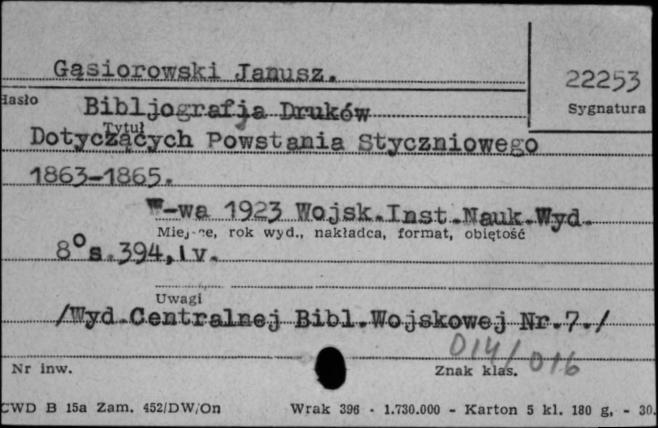 Gąsiorowski Janusz.
22253
Hasło
Sygnatura
Bibljografja Druków
Tytuł
Dotyczących Powstania Styczniowego
1863-1865.
W-wa 1923 Wojsk.Inst.Nauk.Wyd.
Miejsce, rok wyd., nakładca, format, objętość
8° s.394,lv.
Uwagi
/Wyd.Centralnej Bibl.Wojskowej Nr.7./
014/016
Nr inw.
Znak klas.
CWD B 15a Zam. 452/DW/On Wrak 396 - 1.730.000 - Karton 5 kl. 180 g, - 30.